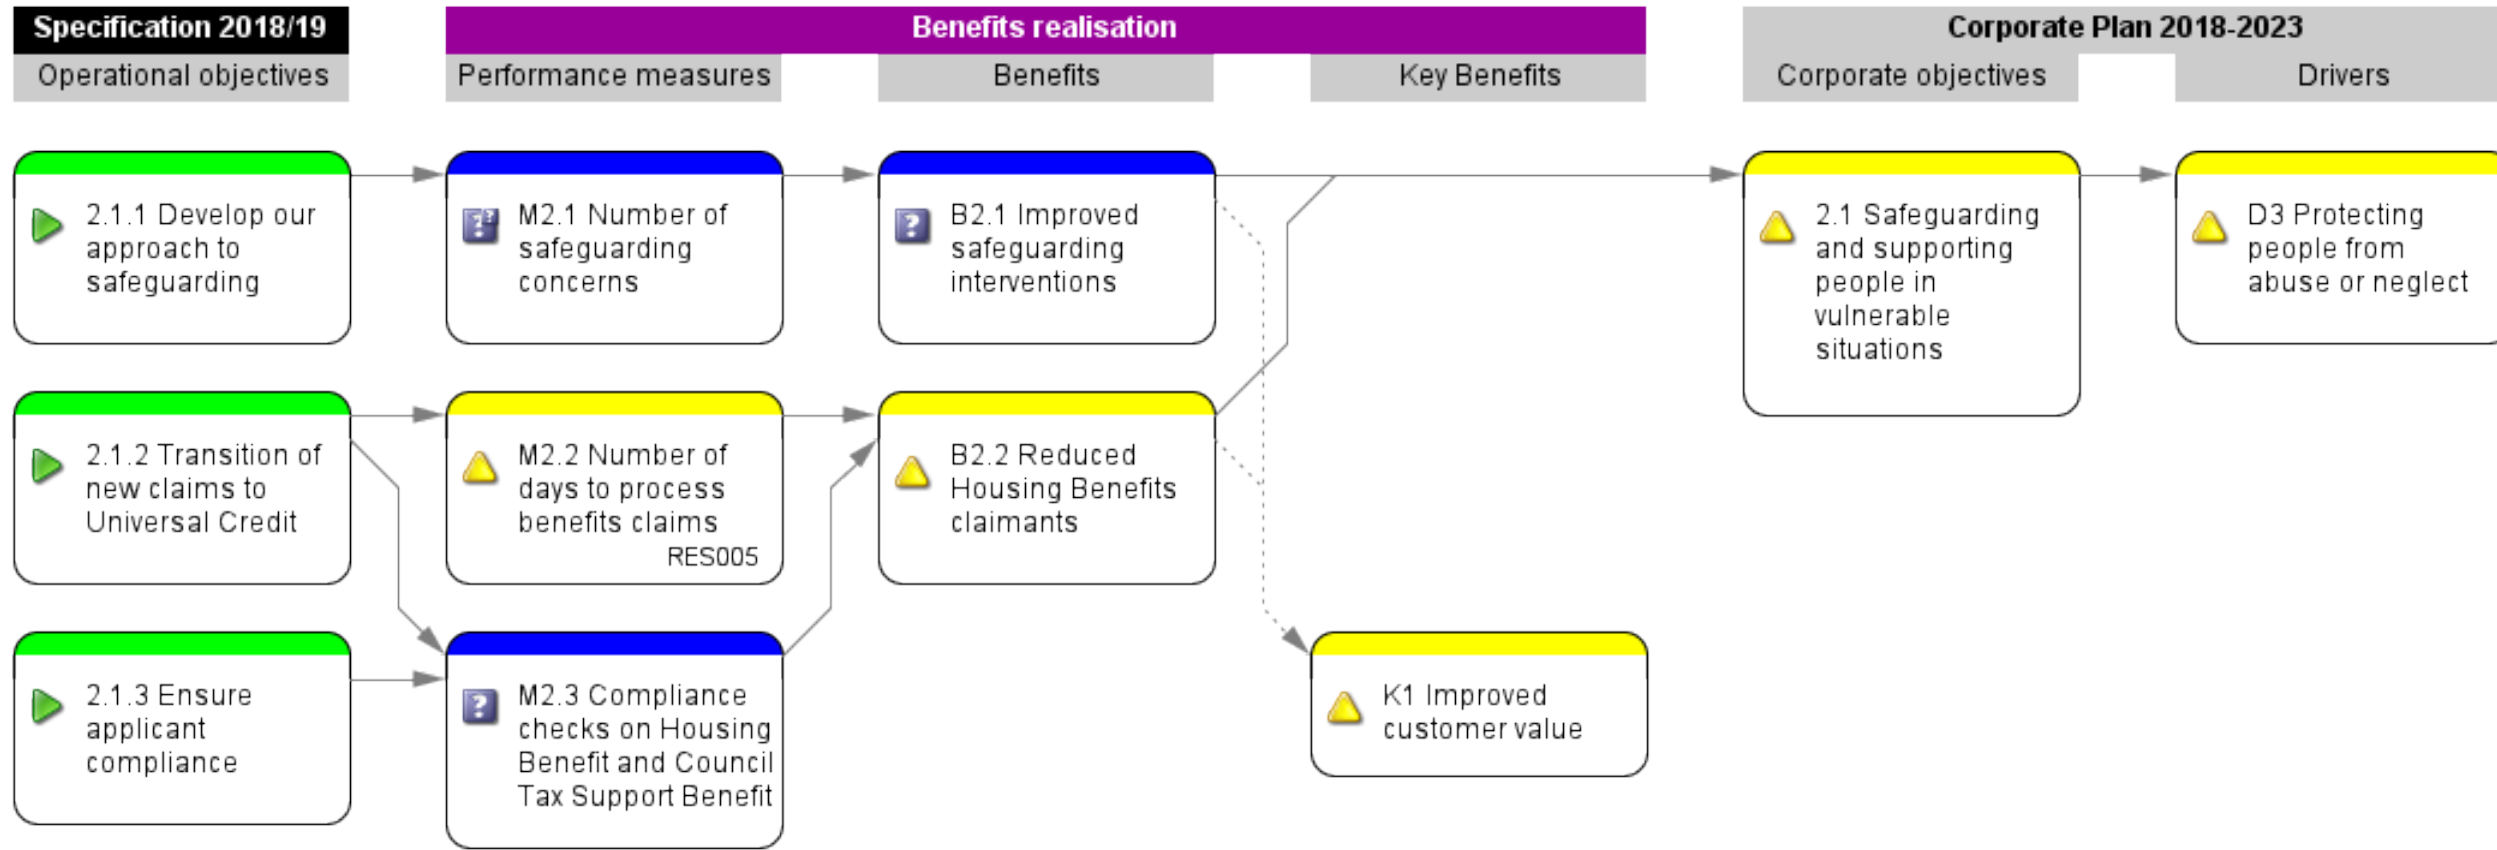 Specification 2018/19
Benefits realisation
Corporate Plan 2018-2023
Operational objectives
Performance measures
Benefits
Key Benefits
Corporate objectives
Drivers
2.1.1 Develop our
approach to
safeguarding
M2.1 Number of
safeguarding
concerns
B2.1 Improved
safeguarding
interventions
2.1 Safeguarding
and supporting
people in
vulnerable
situations
D3 Protecting
people from
abuse or neglect
2.1.2 Transition of
new claims to
Universal Credit
M2.2 Number of
days to process
benefits claims
RES005
B2.2 Reduced
Housing Benefits
claimants
2.1.3 Ensure
applicant
compliance
M2.3 Compliance
checks on Housing
Benefit and Council
Tax Support Benefit
K1 Improved
customer value